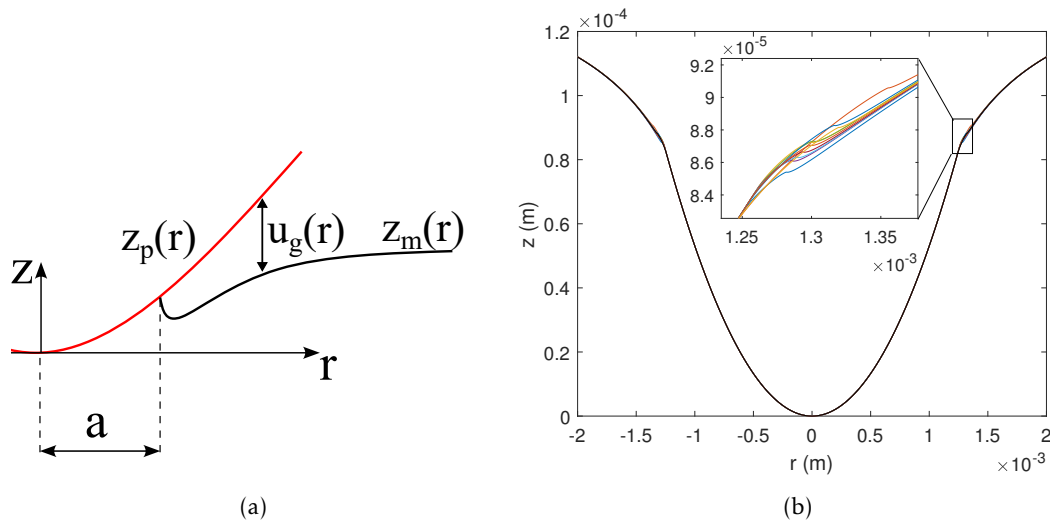 z
z_p(r)
u_g(r)
z_m(r)
r
a
(a)
×10^-4
1.2
1
0.8
0.6
0.4
0.2
0
z (m)
-2
-1.5
-1
-0.5
0
0.5
1
1.5
2
r (m)
×10^-3
×10^-5
9.2
9
8.8
8.6
8.4
1.25
1.3
1.35
×10^-3
(b)